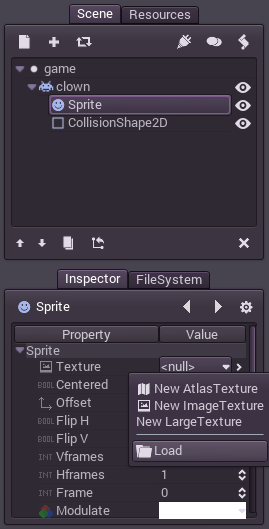 Scene Resources
game
clown
Sprite
CollisionShape2D
Inspector FileSystem
Sprite
Property Value
Sprite
Texture <null>
BOOL Centered
Offset
BOOL Flip H
BOOL Flip V
INT Vframes
INT Hframes 1
INT Frame 0
Modulate
New AtlasTexture
New ImageTexture
New LargeTexture
Load